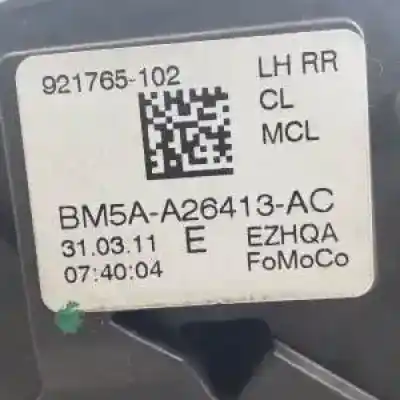 921765-102 LH RR
CL
MCL
BM5A-A26413-AC
31.03.11 E EZHQA
07:40:04 FoMoCo